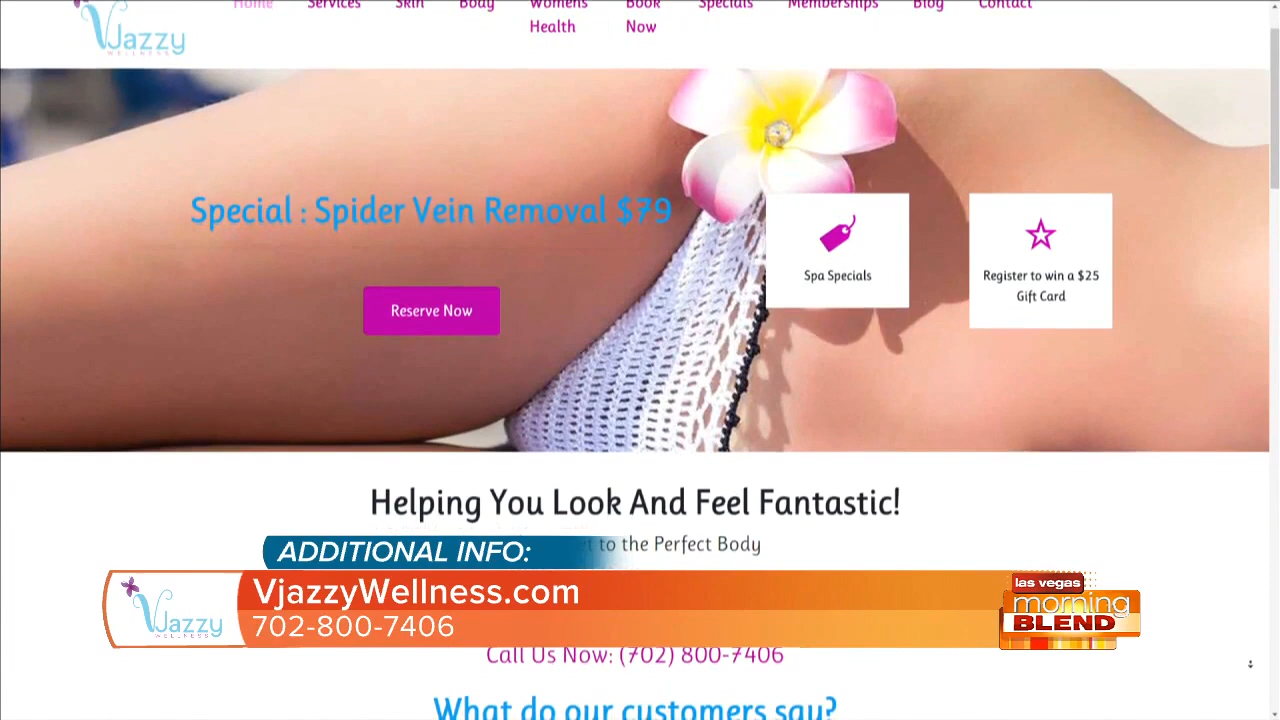 Home Services Skin Body Womens Health Book Now Specials Memberships Blog Contact
VJazzy
WELLNESS
Special : Spider Vein Removal $79
Reserve Now
Spa Specials
Register to win a $25
Gift Card
Helping You Look And Feel Fantastic!
to the Perfect Body
ADDITIONAL INFO:
VJazzy
WELLNESS
VjazzyWellness.com
702-800-7406
las vegas
morning
BLEND
Call Us Now: (702) 800-7406
What do our customers say?